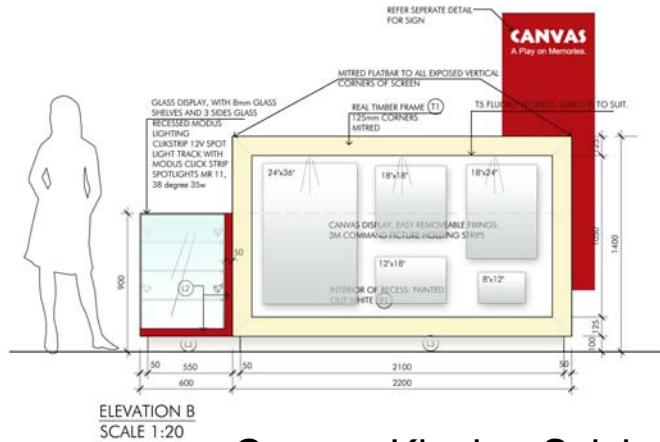 REFER SEPERATE DETAIL
FOR SIGN
CANVAS
A Play on Memories.
MITRED FLATBAR TO ALL EXPOSED VERTICAL
CORNERS OF SCREEN
GLASS DISPLAY, WITH 8mm GLASS
SHELVES AND 3 SIDES GLASS
RECESSED MODUS
LIGHTING
CLIKSTRIP 12V SPOT
LIGHT TRACK WITH
MODUS CLICK STRIP
SPOTLIGHTS MR 11,
38 degree 35w
REAL TIMBER FRAME T1
125mm CORNERS
MITRED
T5 FLUORO TO SUIT.
24"x36"
18"x18"
18"x24"
CANVAS DISPLAY, EASY REMOVEABLE FIXINGS:
3M COMMAND PICTURE HOLDING STRIPS
12"x18"
8"x12"
INTERIOR OF RECESS: PAINTED
OUT WHITE
L2
50
900
125
1050
1400
125
100
50
550
50
2100
50
600
2200
ELEVATION B
SCALE 1:20